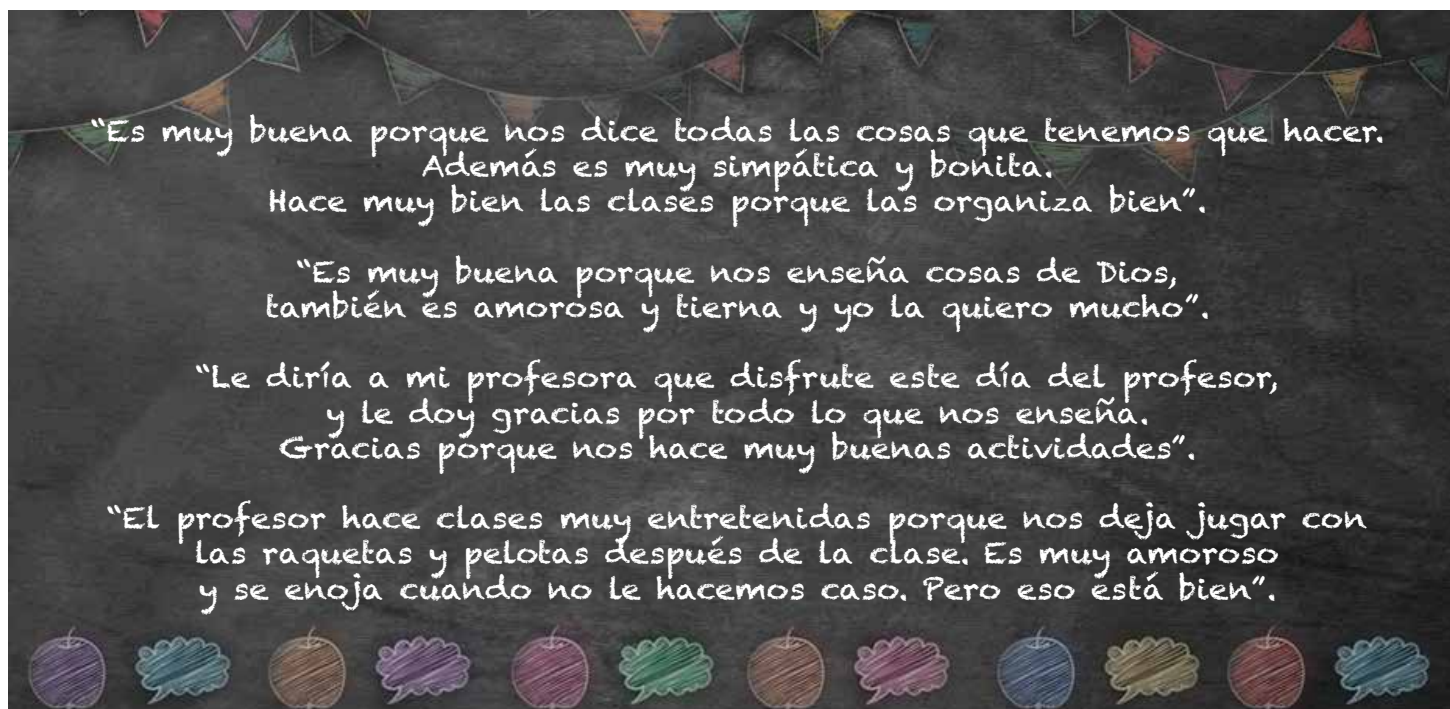 “Es muy buena porque nos dice todas las cosas que tenemos que hacer.
Además es muy simpática y bonita.
Hace muy bien las clases porque las organiza bien”.
“Es muy buena porque nos enseña cosas de Dios,
también es amorosa y tierna y yo la quiero mucho”.
“Le diría a mi profesora que disfrute este día del profesor,
y le doy gracias por todo lo que nos enseña.
Gracias porque nos hace muy buenas actividades”.
“El profesor hace clases muy entretenidas porque nos deja jugar con
las raquetas y pelotas después de la clase. Es muy amoroso
y se enoja cuando no le hacemos caso. Pero eso está bien”.